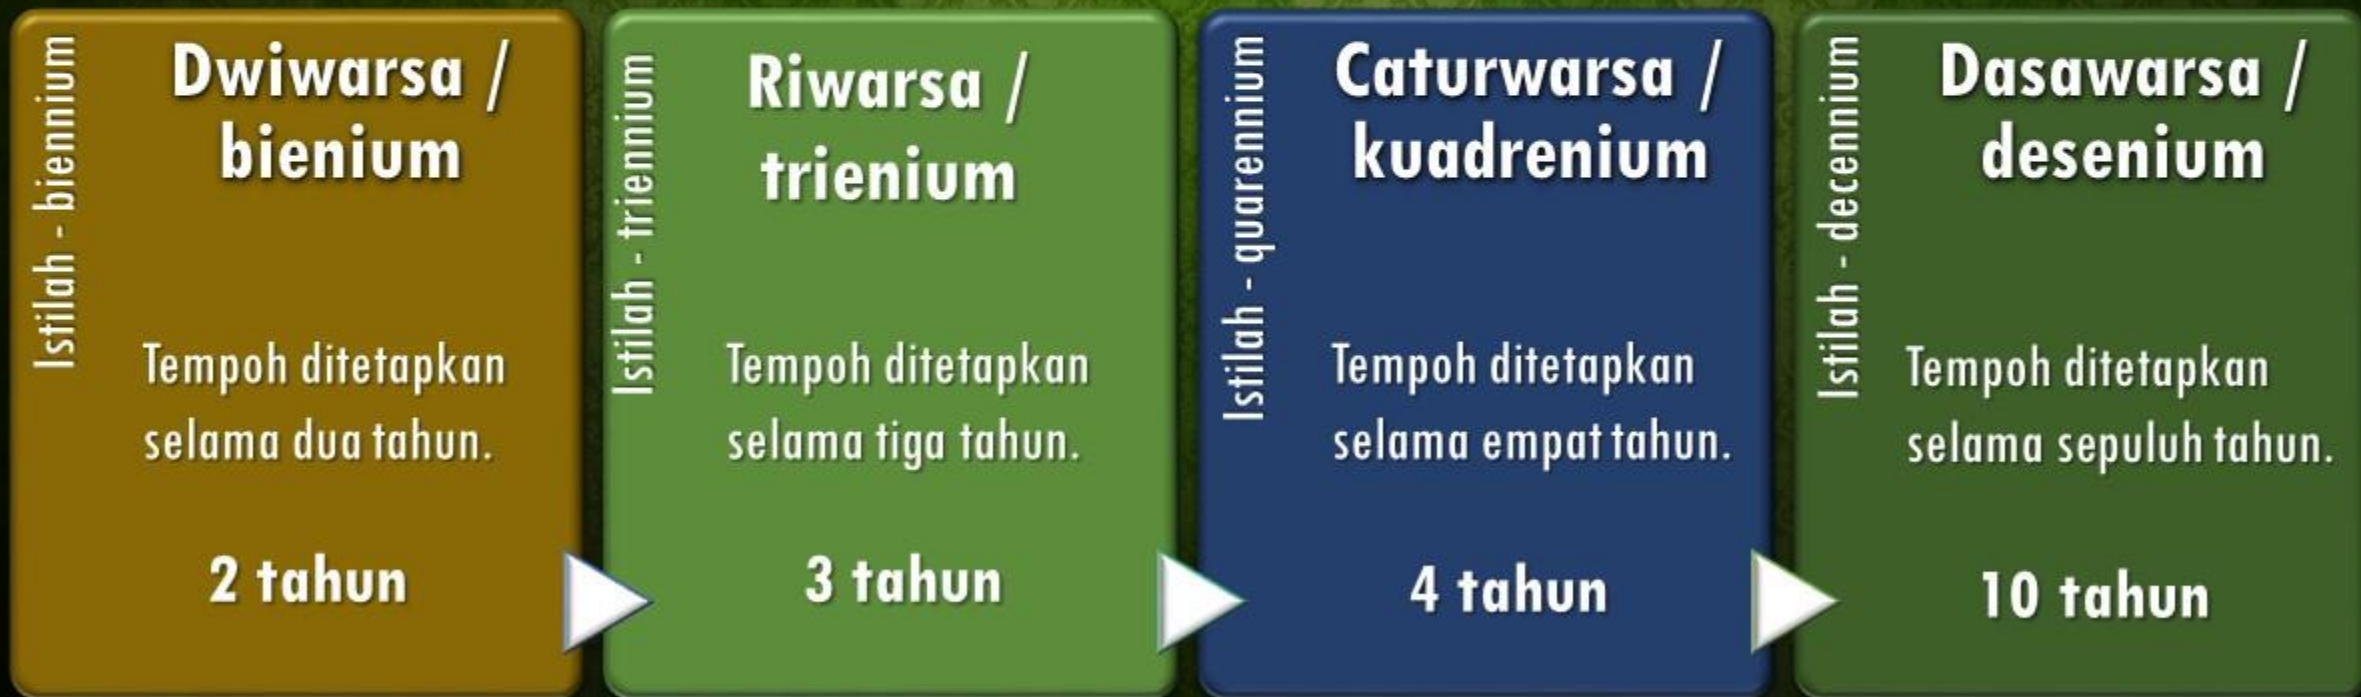 Istilah - biennium
Dwiwarsa /
bienium
Tempoh ditetapkan
selama dua tahun.
2 tahun
Istilah - triennium
Riwarsa /
trienium
Tempoh ditetapkan
selama tiga tahun.
3 tahun
Istilah - quarennium
Caturwarsa /
kuadrenium
Tempoh ditetapkan
selama empat tahun.
4 tahun
Istilah - decennium
Dasawarsa /
desenium
Tempoh ditetapkan
selama sepuluh tahun.
10 tahun